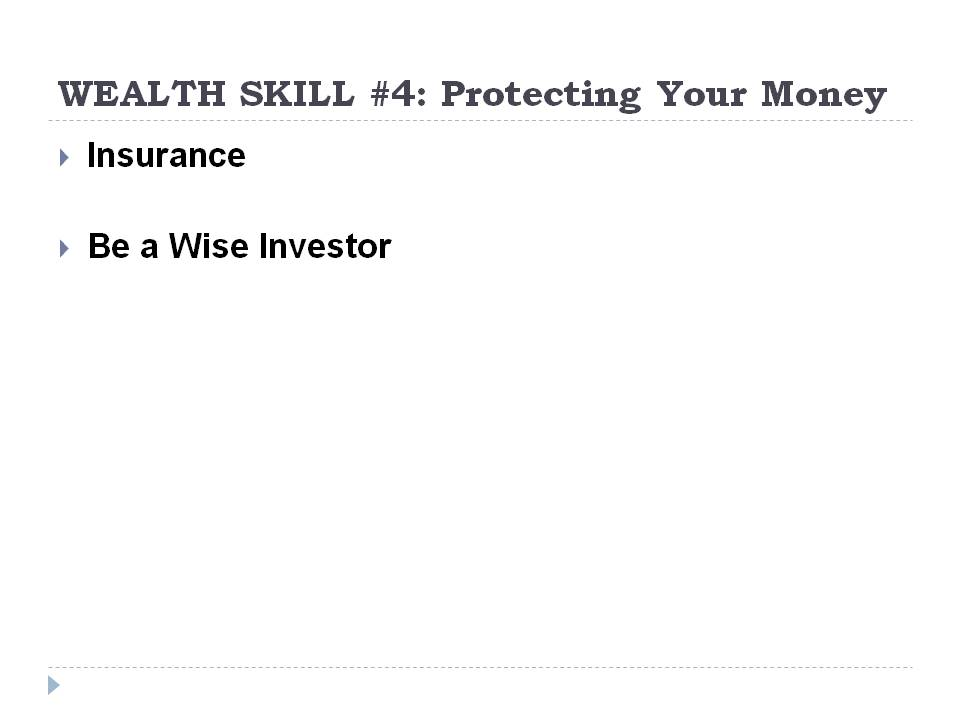 WEALTH SKILL #4: Protecting Your Money
Insurance
Be a Wise Investor